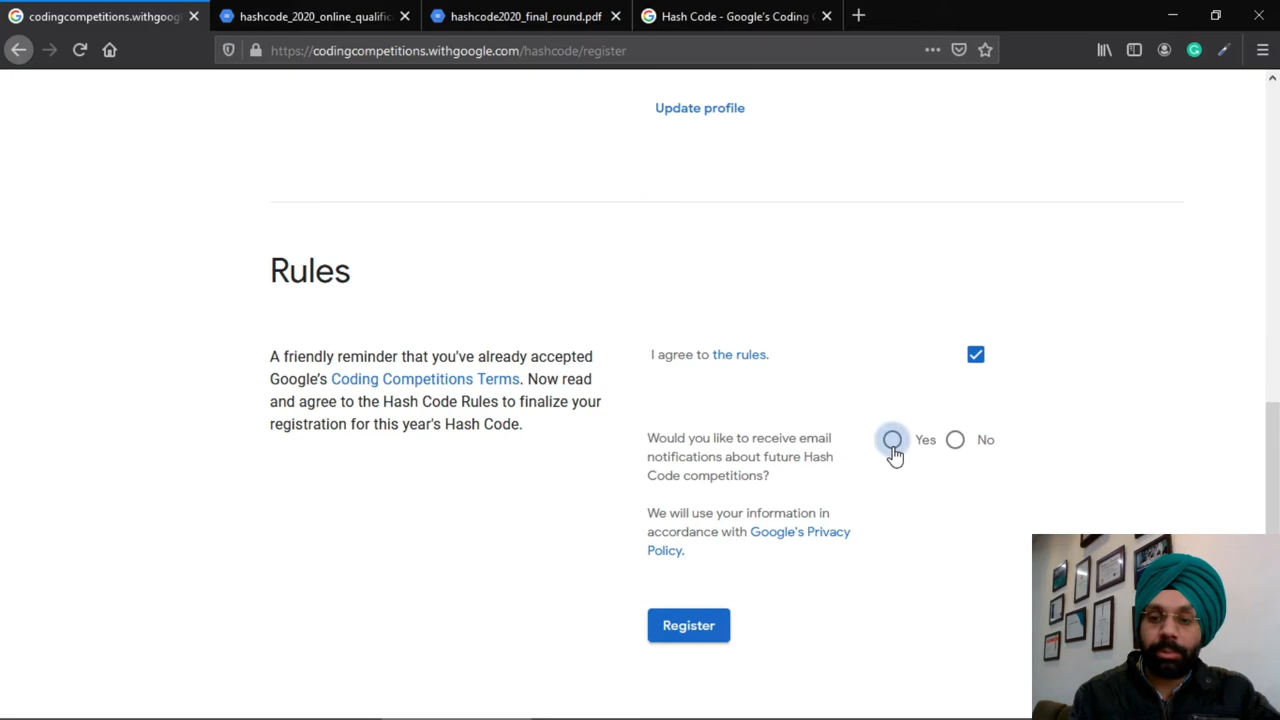 codingcompetitions.withgoog
hashcode_2020_online_qualific
hashcode2020_final_round.pdf
Hash Code - Google's Coding
https://codingcompetitions.withgoogle.com/hashcode/register
Update profile
Rules
A friendly reminder that you've already accepted
Google's Coding Competitions Terms. Now read
and agree to the Hash Code Rules to finalize your
registration for this year's Hash Code.
I agree to the rules.
Would you like to receive email
notifications about future Hash
Code competitions?
Yes
No
We will use your information in
accordance with Google's Privacy
Policy.
Register